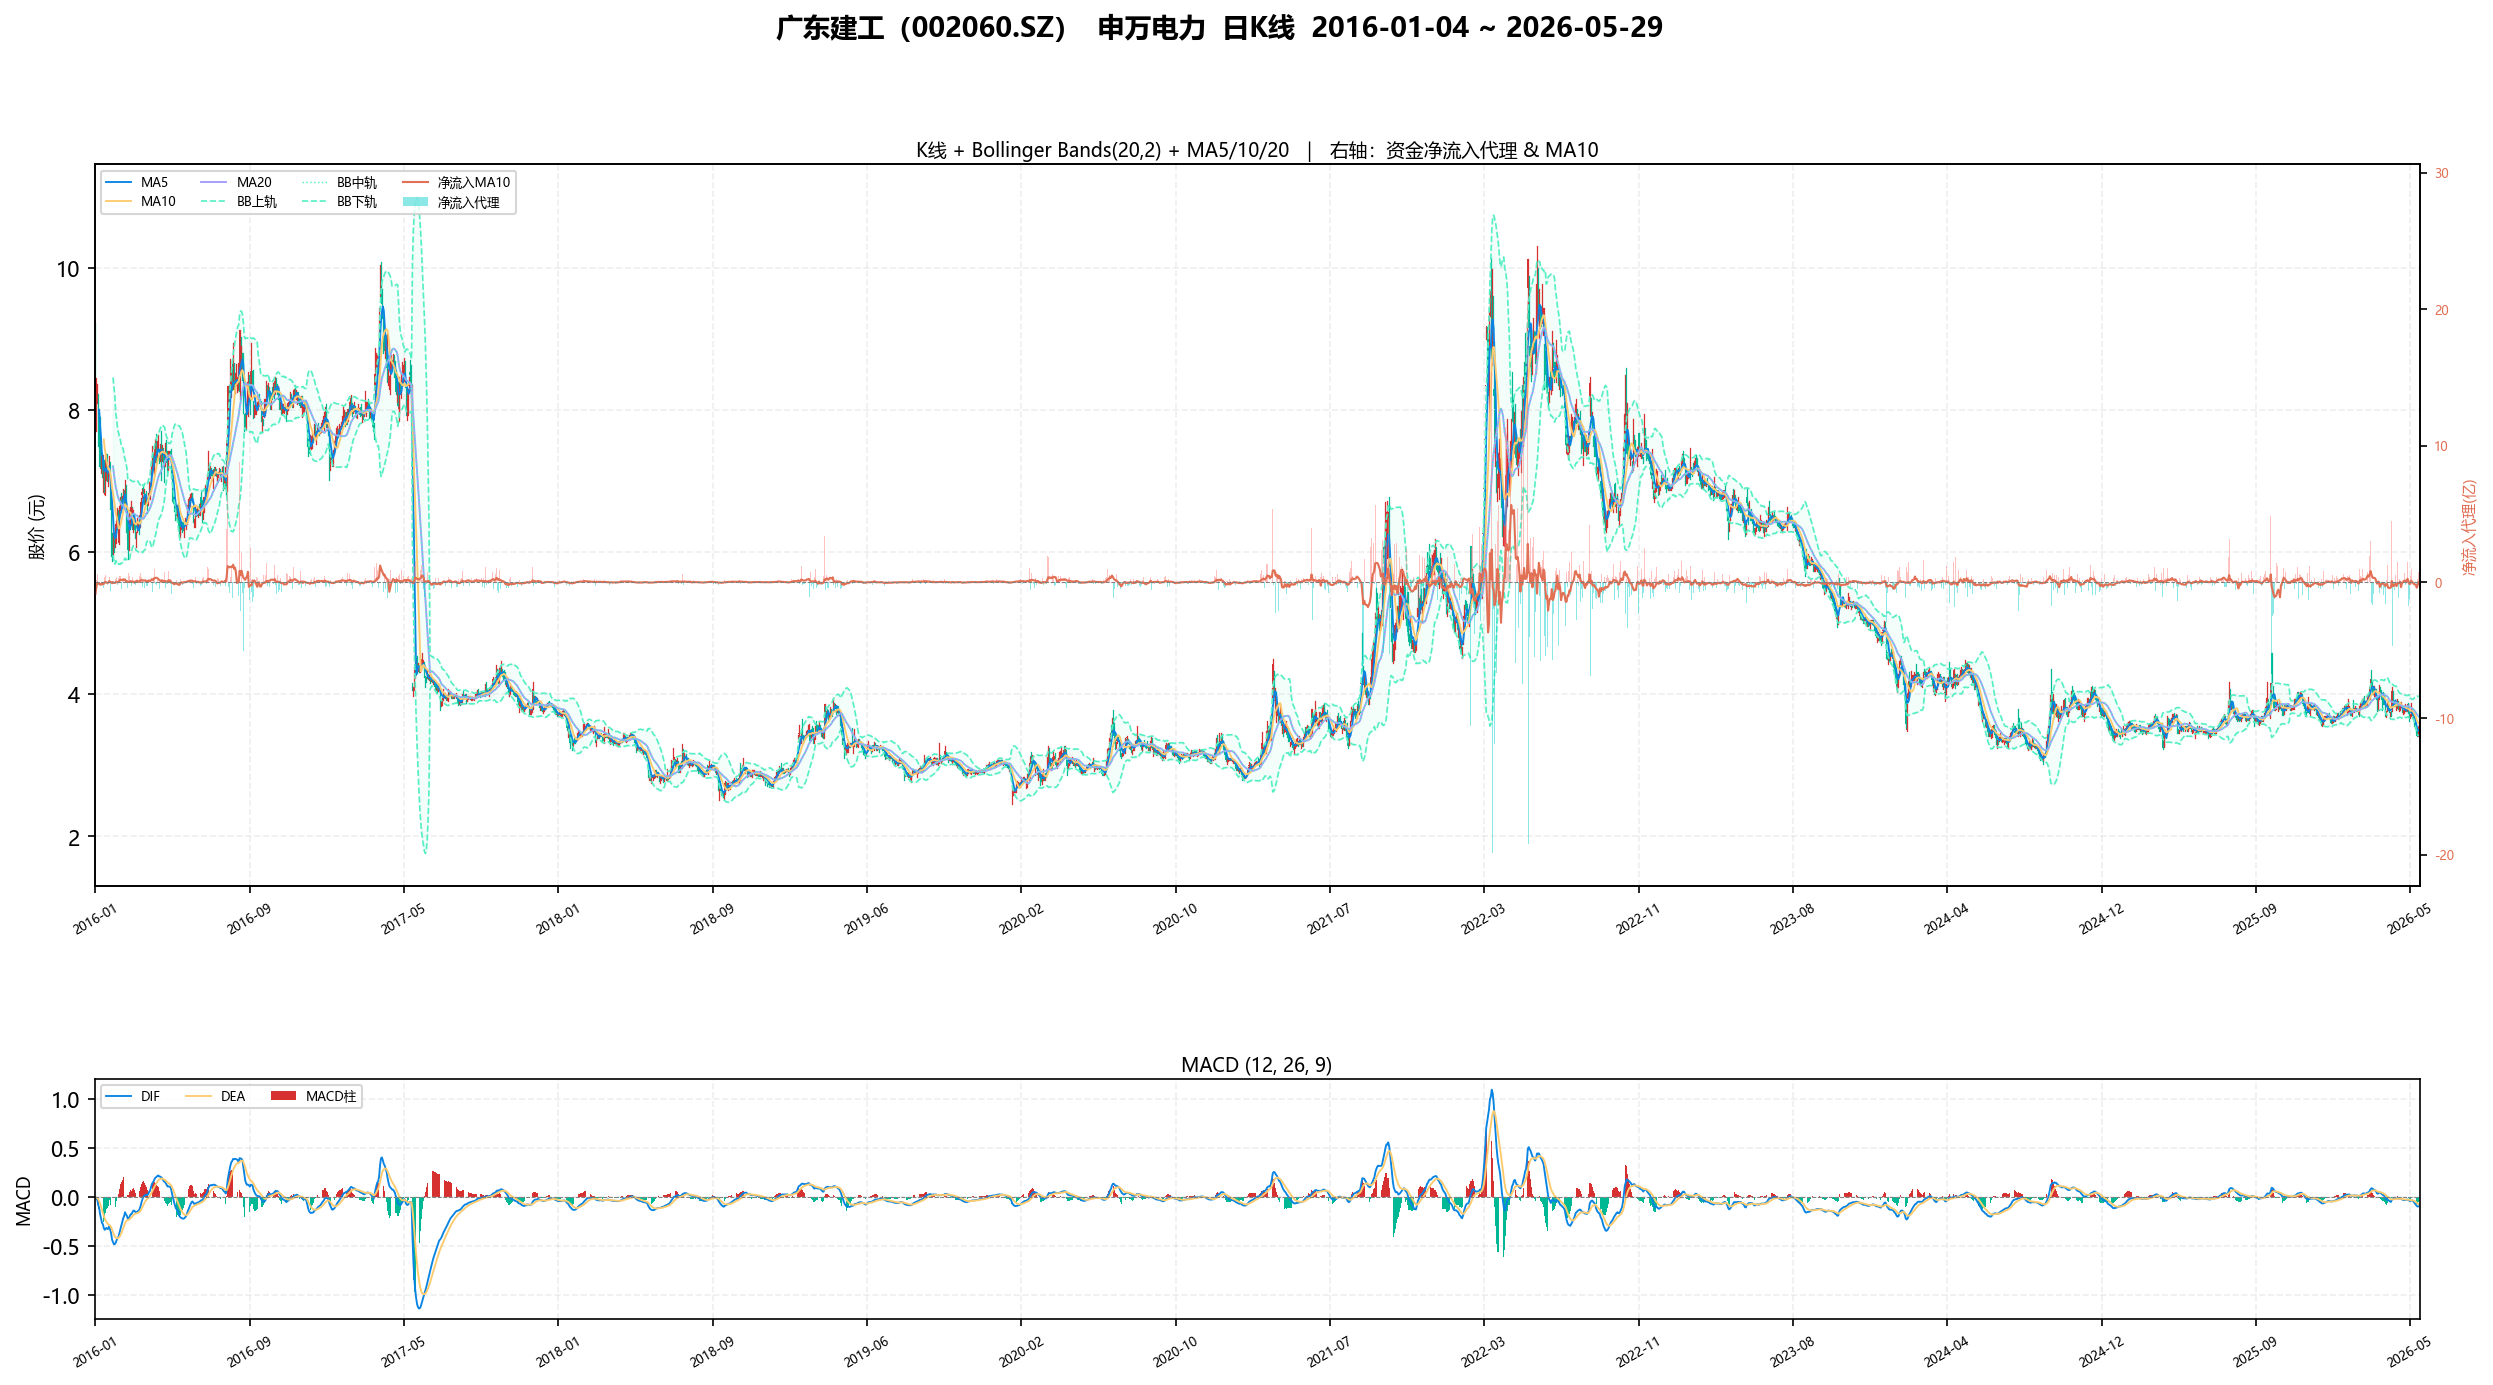 广东建工（002060.SZ） 申万电力 日K线 2016-01-04 ~ 2026-05-29
K线 + Bollinger Bands(20,2) + MA5/10/20 | 右轴：资金净流入代理 & MA10
MA5 MA20 BB中轨 净流入MA10
MA10 BB上轨 BB下轨 净流入代理
股价 (元)
10
8
6
4
2
30
20
10
0
-10
-20
净流入代理(亿)
2016-01 2016-09 2017-05 2018-01 2018-09 2019-06 2020-02 2020-10 2021-07 2022-03 2022-11 2023-08 2024-04 2024-12 2025-09 2026-05
MACD (12, 26, 9)
DIF DEA MACD柱
MACD
1.0
0.5
0.0
-0.5
-1.0
2016-01 2016-09 2017-05 2018-01 2018-09 2019-06 2020-02 2020-10 2021-07 2022-03 2022-11 2023-08 2024-04 2024-12 2025-09 2026-05